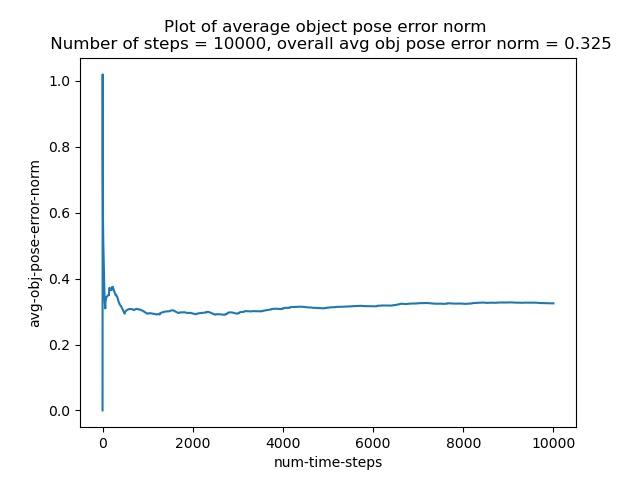 Plot of average object pose error norm
Number of steps = 10000, overall avg obj pose error norm = 0.325
1.0
0.8
0.6
0.4
0.2
0.0
avg-obj-pose-error-norm
0 2000 4000 6000 8000 10000
num-time-steps